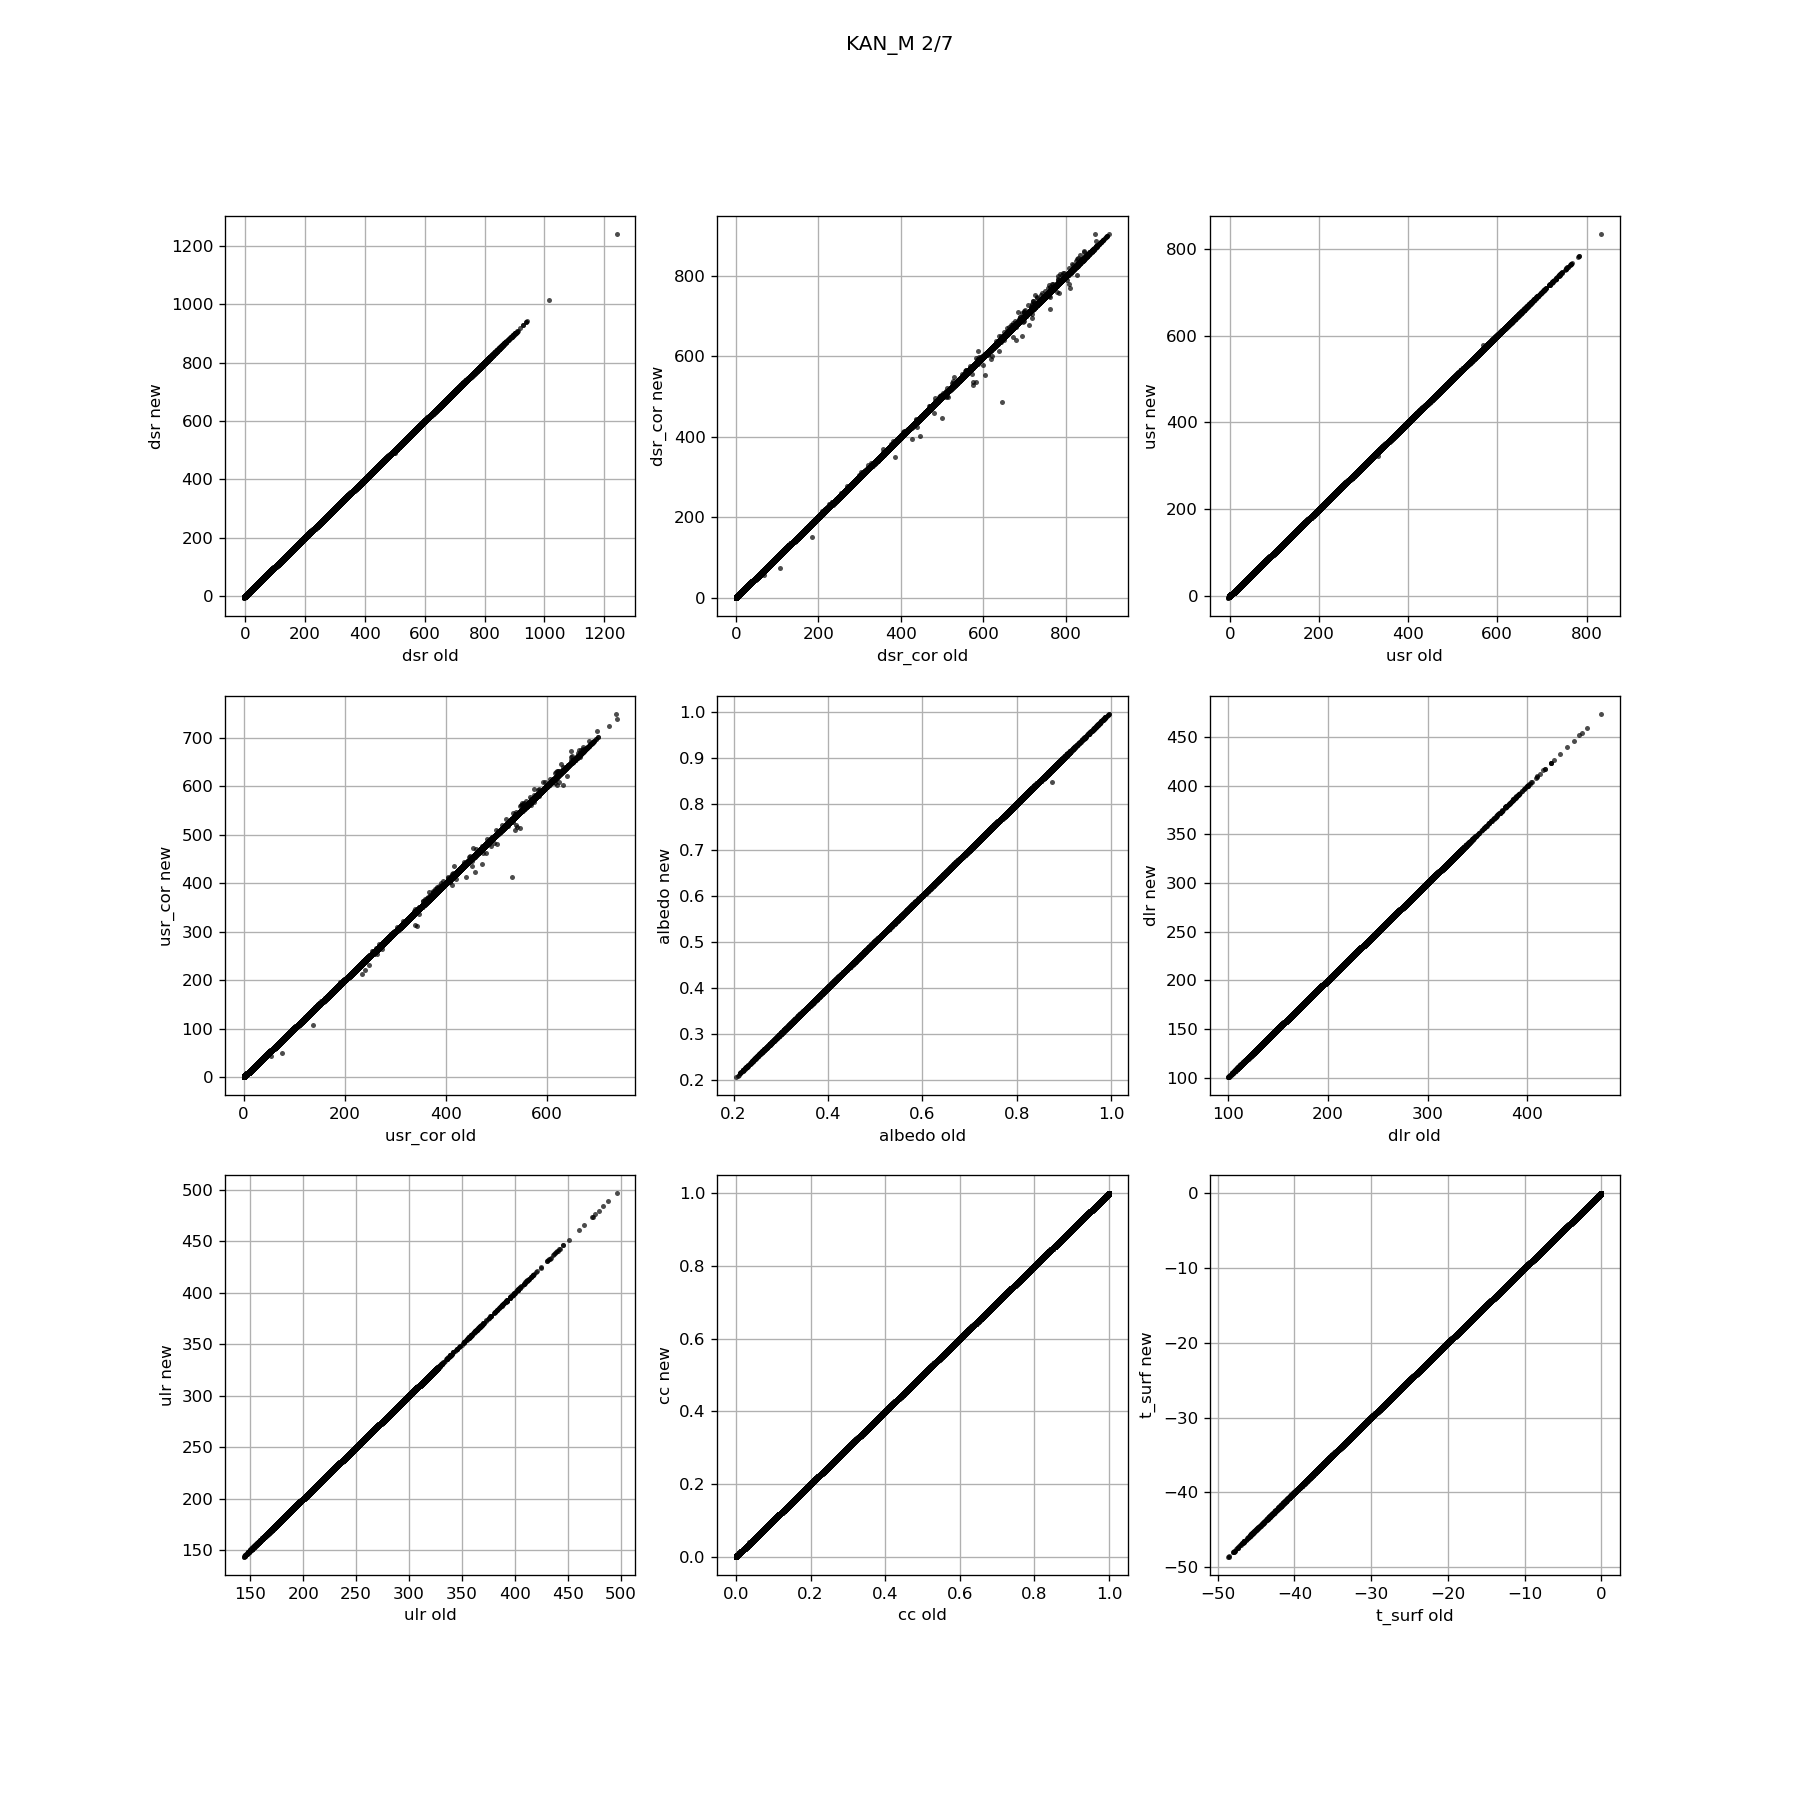 KAN_M 2/7
1200
1000
800
600
400
200
0
dsr new
0 200 400 600 800 1000 1200
dsr old
800
600
400
200
0
dsr_cor new
0 200 400 600 800
dsr_cor old
800
600
400
200
0
usr new
0 200 400 600 800
usr old
700
600
500
400
300
200
100
0
usr_cor new
0 200 400 600
usr_cor old
1.0
0.9
0.8
0.7
0.6
0.5
0.4
0.3
0.2
albedo new
0.2 0.4 0.6 0.8 1.0
albedo old
450
400
350
300
250
200
150
100
dlr new
100 200 300 400
dlr old
500
450
400
350
300
250
200
150
ulr new
150 200 250 300 350 400 450 500
ulr old
1.0
0.8
0.6
0.4
0.2
0.0
cc new
0.0 0.2 0.4 0.6 0.8 1.0
cc old
0
−10
−20
−30
−40
−50
t_surf new
−50 −40 −30 −20 −10 0
t_surf old